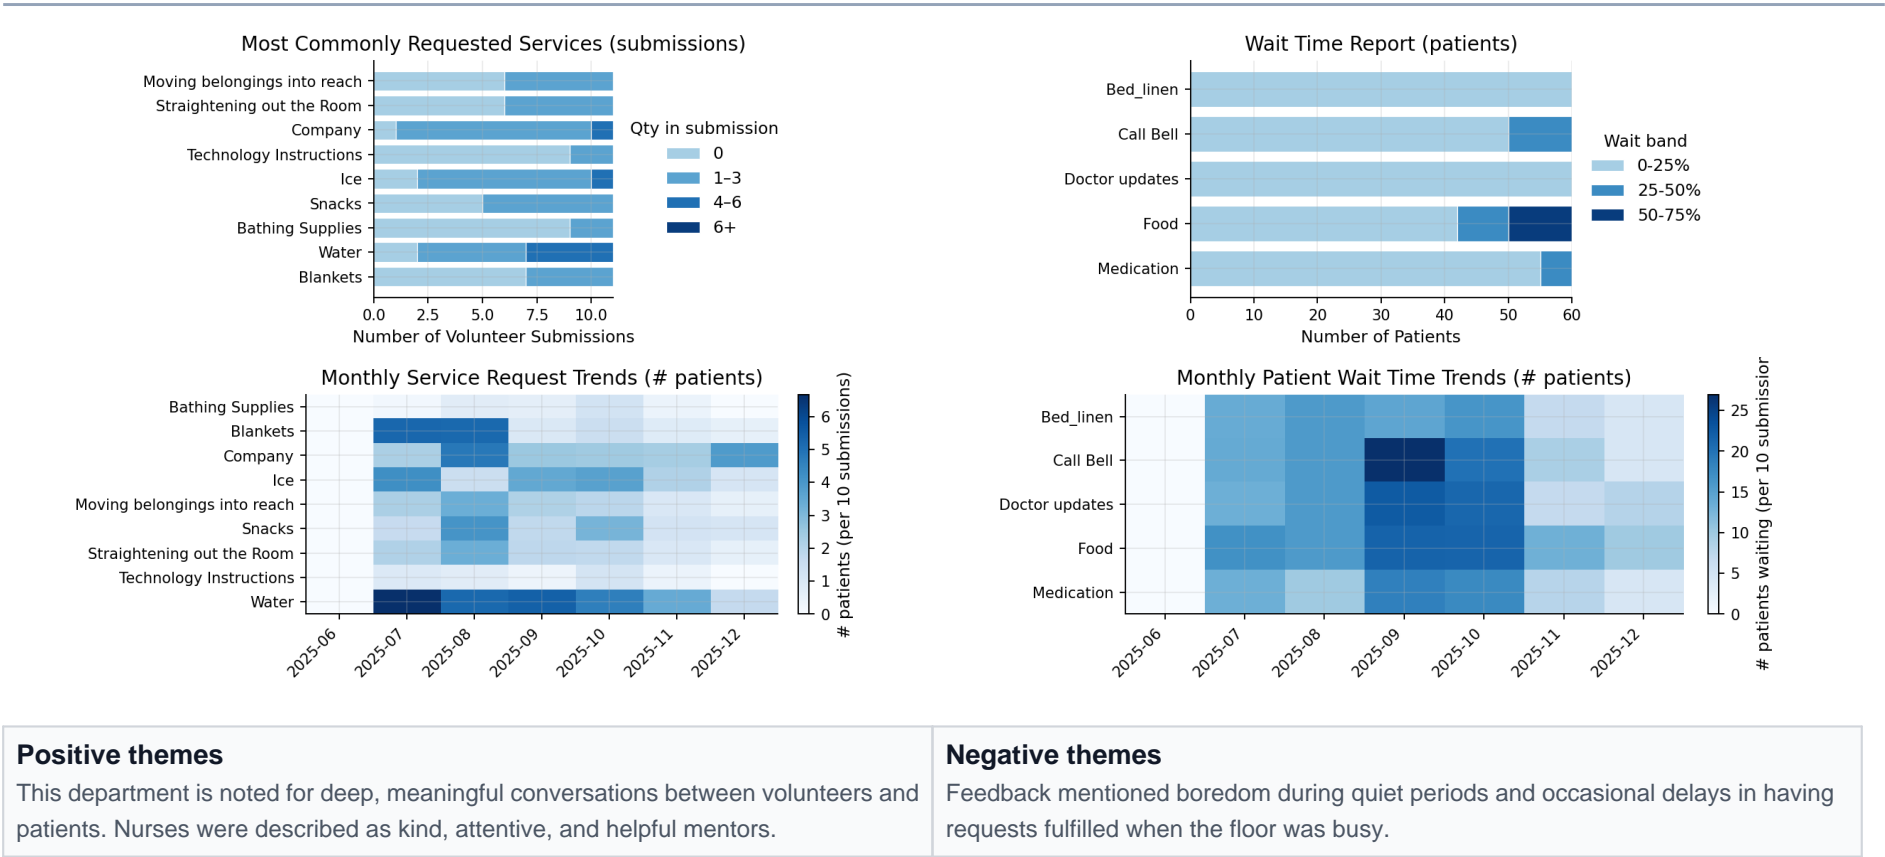 Most Commonly Requested Services (submissions)
Moving belongings into reach
Straightening out the Room
Company
Technology Instructions
Ice
Snacks
Bathing Supplies
Water
Blankets
0.0 2.5 5.0 7.5 10.0
Number of Volunteer Submissions
Qty in submission
0
1–3
4–6
6+
Wait Time Report (patients)
Bed_linen
Call Bell
Doctor updates
Food
Medication
0 10 20 30 40 50 60
Number of Patients
Wait band
0-25%
25-50%
50-75%
Monthly Service Request Trends (# patients)
Bathing Supplies
Blankets
Company
Ice
Moving belongings into reach
Snacks
Straightening out the Room
Technology Instructions
Water
2025-06 2025-07 2025-08 2025-09 2025-10 2025-11 2025-12
6
5
4
3
2
1
0
# patients (per 10 submissions)
Monthly Patient Wait Time Trends (# patients)
Bed_linen
Call Bell
Doctor updates
Food
Medication
2025-06 2025-07 2025-08 2025-09 2025-10 2025-11 2025-12
25
20
15
10
5
0
# patients waiting (per 10 submission
Positive themes
This department is noted for deep, meaningful conversations between volunteers and
patients. Nurses were described as kind, attentive, and helpful mentors.
Negative themes
Feedback mentioned boredom during quiet periods and occasional delays in having
requests fulfilled when the floor was busy.